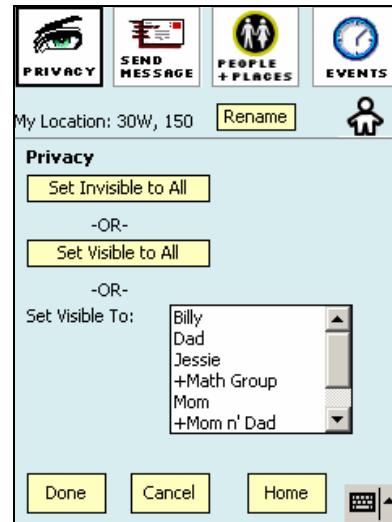 PRIVACY
SEND
MESSAGE
PEOPLE
+ PLACES
EVENTS
My Location: 30W, 150
Rename
Privacy
Set Invisible to All
-OR-
Set Visible to All
-OR-
Set Visible To:
Billy
Dad
Jessie
+Math Group
Mom
+Mom n' Dad
Done
Cancel
Home